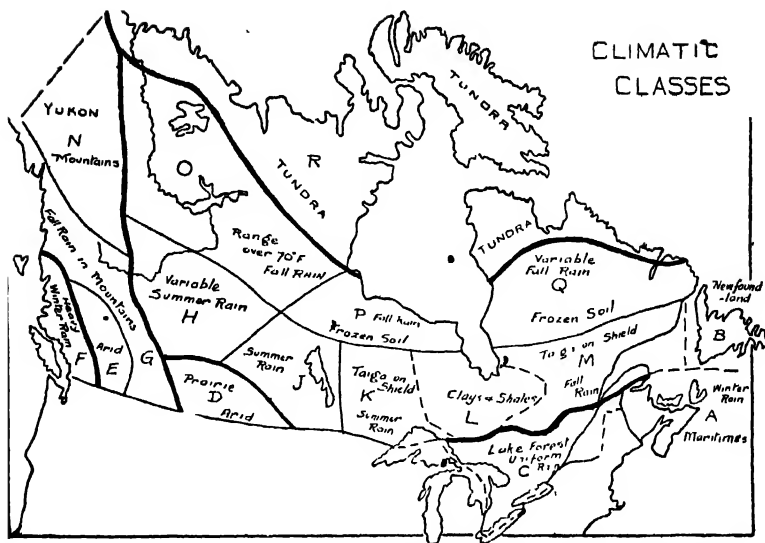 CLIMATIC
CLASSES
YUKON
N
Mountains
O
R
TUNDRA
TUNDRA
TUNDRA
Range
over 70°F
Fall RAIN
Fall Rain in Mountains
Variable
Summer Rain
H
Variable
Fall Rain
Q
Frozen Soil
P Fall Rain
Frozen Soil
Newfound
-land
B
Heavy
Winter Rain
F
Arid
E
G
Prairie
D
Arid
Summer
Rain J
Taiga on
Shield
K
Summer
Rain
Clays & Shales
L
Taiga on Shield
M
Fall
Rain
Lake Forest
Uniform
C Rain
Winter
Rain
A
Maritimes